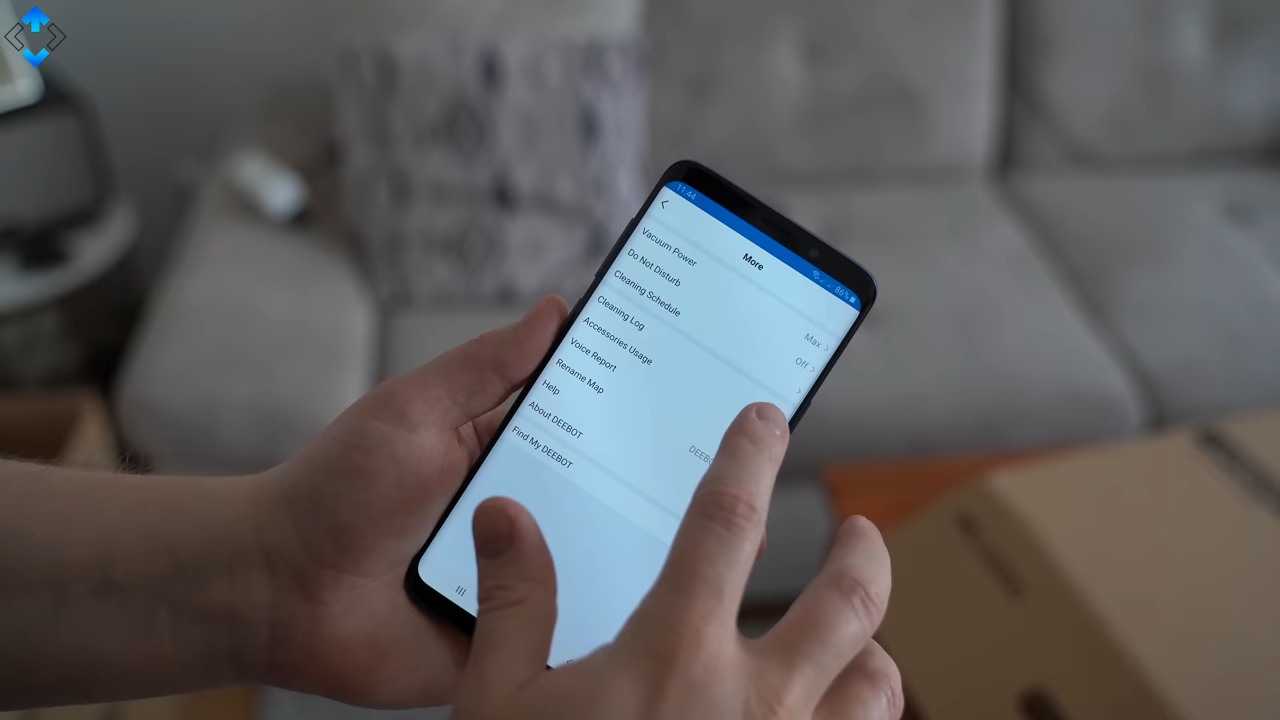 11:44
86%
More
Vacuum Power
Max
Do Not Disturb
Off
Cleaning Schedule
Cleaning Log
Accessories Usage
Voice Report
Rename Map
Help
About DEEBOT
Find My DEEBOT